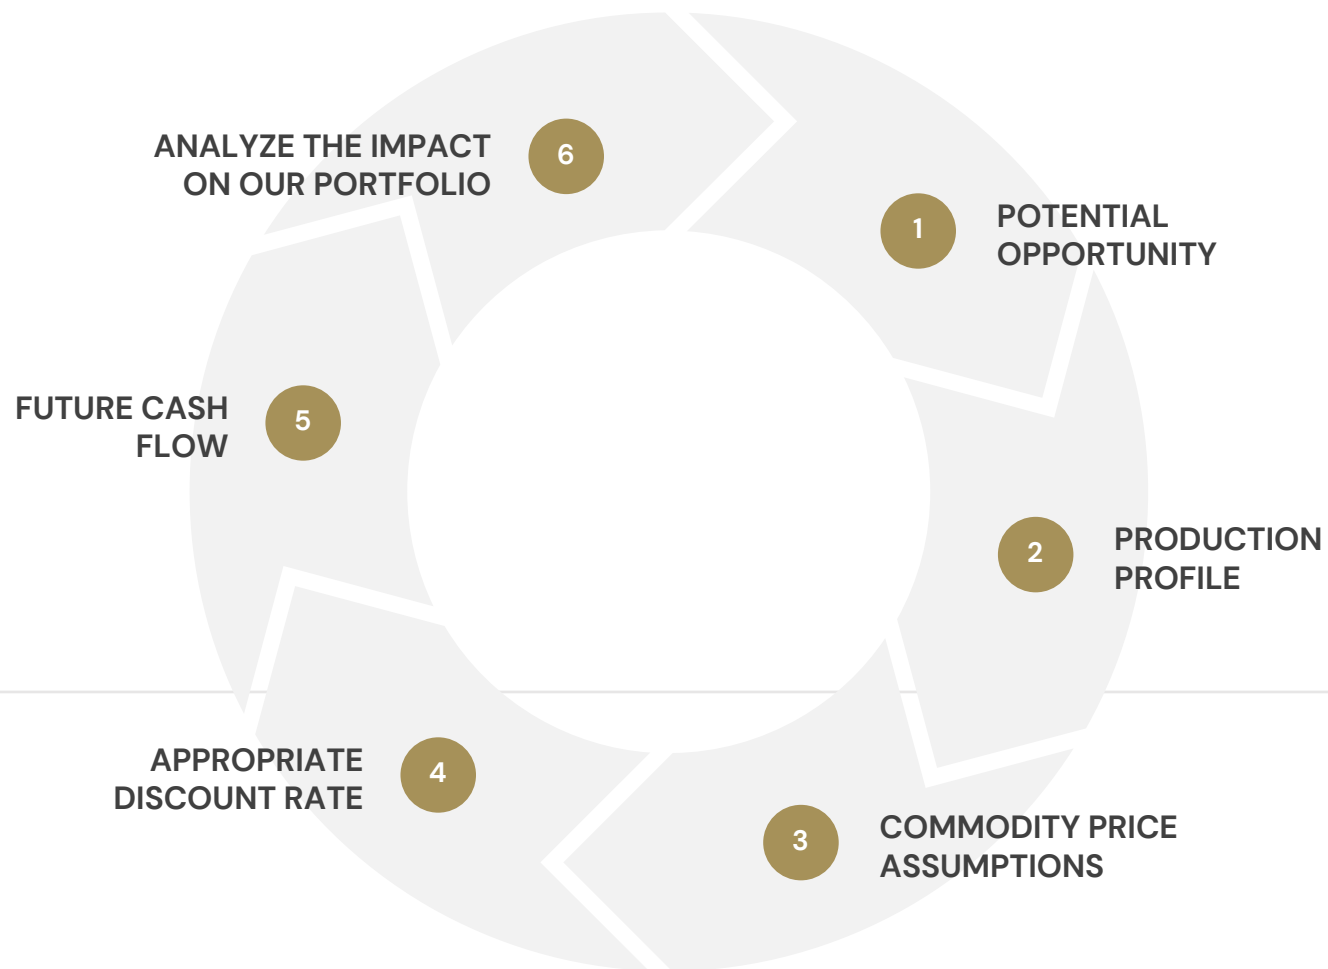 1
POTENTIAL
OPPORTUNITY
2
PRODUCTION
PROFILE
3
COMMODITY PRICE
ASSUMPTIONS
4
APPROPRIATE
DISCOUNT RATE
5
FUTURE CASH
FLOW
6
ANALYZE THE IMPACT
ON OUR PORTFOLIO